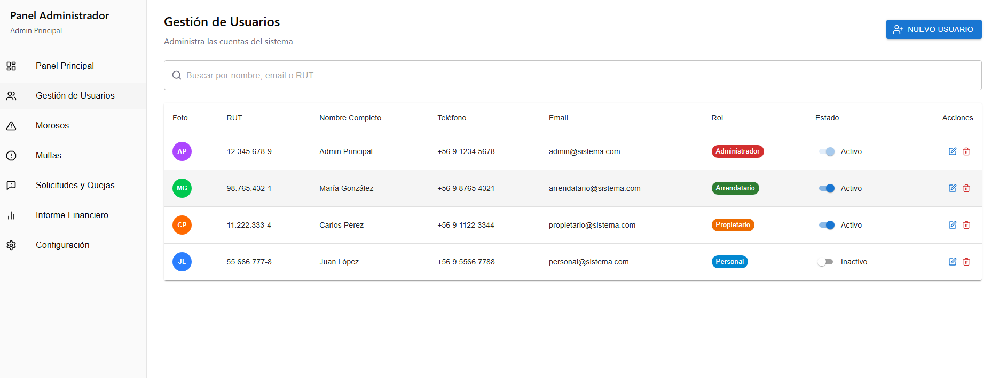 Panel Administrador
Admin Principal
Panel Principal
Gestión de Usuarios
Morosos
Multas
Solicitudes y Quejas
Informe Financiero
Configuración
Gestión de Usuarios
Administra las cuentas del sistema
NUEVO USUARIO
Buscar por nombre, email o RUT...
Foto RUT Nombre Completo Teléfono Email Rol Estado Acciones
AP 12.345.678-9 Admin Principal +56 9 1234 5678 admin@sistema.com Administrador Activo
MG 98.765.432-1 María González +56 9 8765 4321 arrendatario@sistema.com Arrendatario Activo
CP 11.222.333-4 Carlos Pérez +56 9 1122 3344 propietario@sistema.com Propietario Activo
JL 55.666.777-8 Juan López +56 9 5566 7788 personal@sistema.com Personal Inactivo